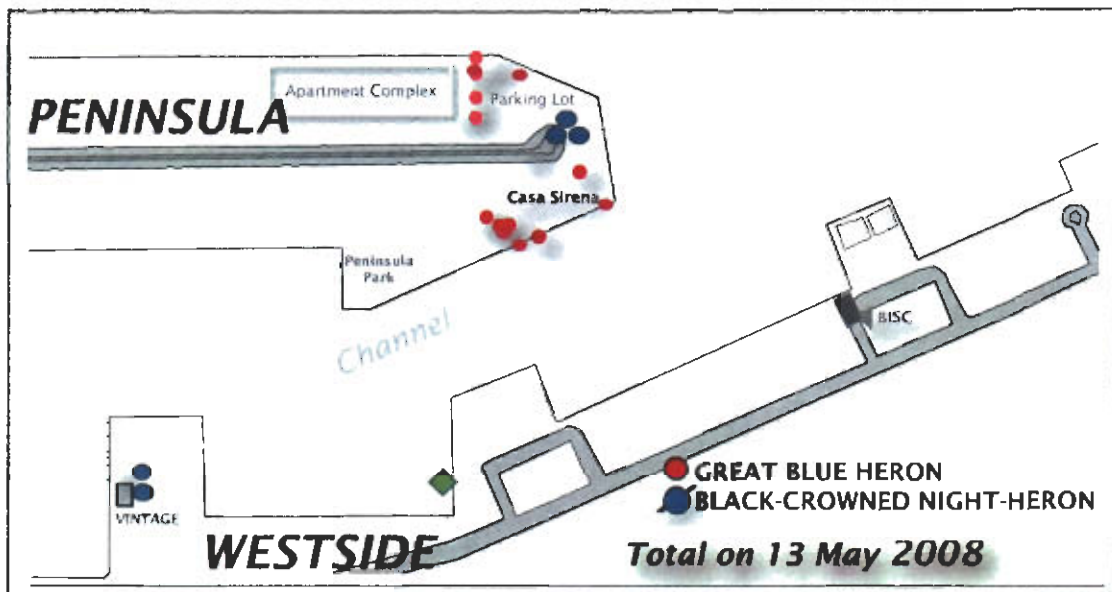 Apartment Complex
Parking Lot
PENINSULA
Casa Sirena
Peninsula
Park
Channel
BISC
GREAT BLUE HERON
BLACK-CROWNED NIGHT-HERON
VINTAGE
WESTSIDE
Total on 13 May 2008